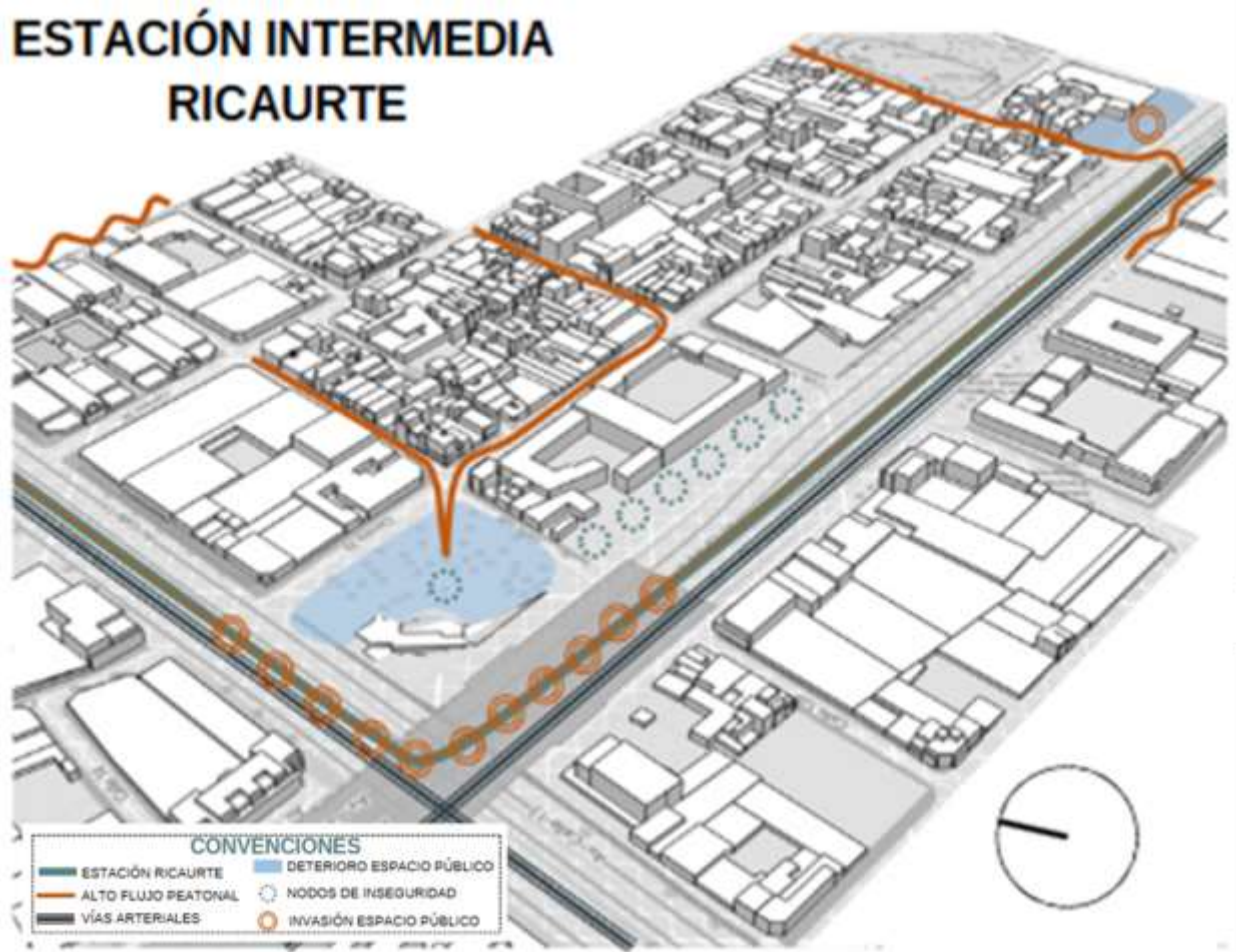 ESTACIÓN INTERMEDIA
RICAURTE
CONVENCIONES
ESTACIÓN RICAURTE
ALTO FLUJO PEATONAL
VÍAS ARTERIALES
DETERIORO ESPACIO PÚBLICO
NODOS DE INSEGURIDAD
INVASIÓN ESPACIO PÚBLICO